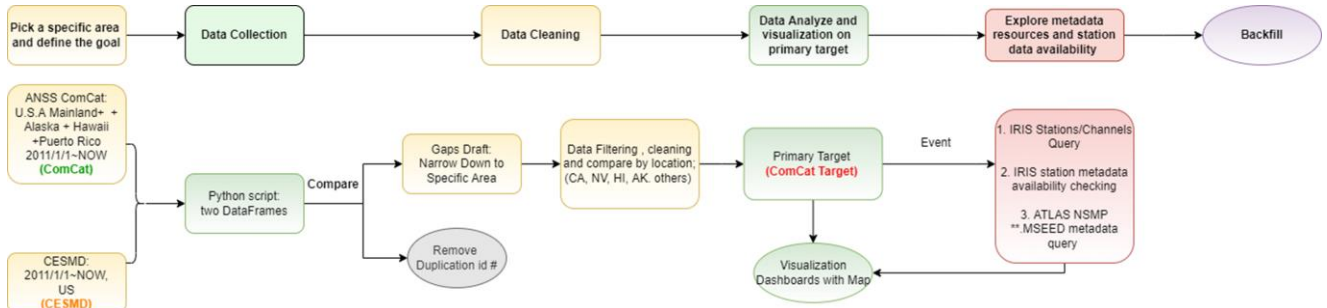 Pick a specific area
and define the goal
Data Collection
Data Cleaning
Data Analyze and
visualization on
primary target
Explore metadata
resources and station
data availability
Backfill
ANSS ComCat:
U.S.A Mainland+ +
Alaska + Hawaii
+Puerto Rico
2011/1/1~NOW
(ComCat)
CESMD:
2011/1/1~NOW,
US
(CESMD)
Python script:
two DataFrames
Compare
Gaps Draft:
Narrow Down to
Specific Area
Remove
Duplication id #
Data Filtering , cleaning
and compare by location;
(CA, NV, HI, AK. others)
Primary Target
(ComCat Target)
Event
Visualization
Dashboards with Map
1. IRIS Stations/Channels
Query
2. IRIS station metadata
availability checking
3. ATLAS NSMP
**.MSEED metadata
query